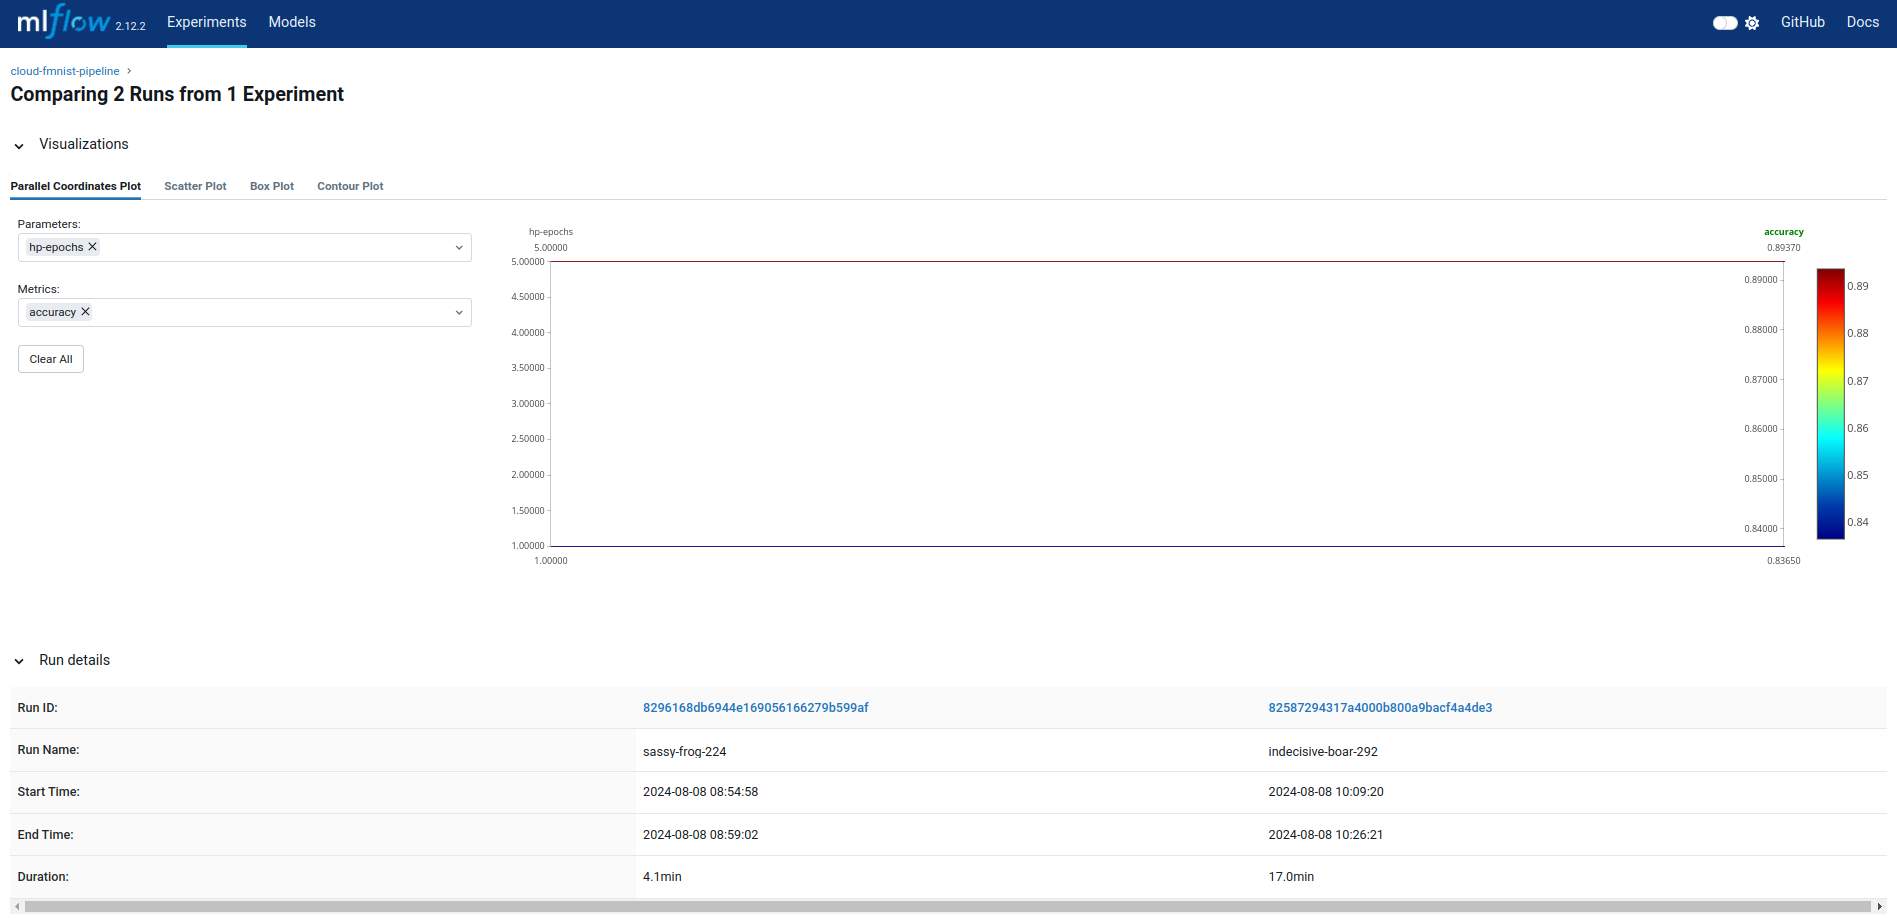 mlflow 2.12.2 Experiments Models GitHub Docs
cloud-fmnist-pipeline
Comparing 2 Runs from 1 Experiment
Visualizations
Parallel Coordinates Plot Scatter Plot Box Plot Contour Plot
Parameters:
hp-epochs
Metrics:
accuracy
Clear All
hp-epochs
5.00000
5.00000
4.50000
4.00000
3.50000
3.00000
2.50000
2.00000
1.50000
1.00000
1.00000
accuracy
0.89370
0.89000
0.88000
0.87000
0.86000
0.85000
0.84000
0.83650
0.89
0.88
0.87
0.86
0.85
0.84
Run details
Run ID: 8296168db6944e169056166279b599af 82587294317a4000b800a9bacf4a4de3
Run Name: sassy-frog-224 indecisive-boar-292
Start Time: 2024-08-08 08:54:58 2024-08-08 10:09:20
End Time: 2024-08-08 08:59:02 2024-08-08 10:26:21
Duration: 4.1min 17.0min